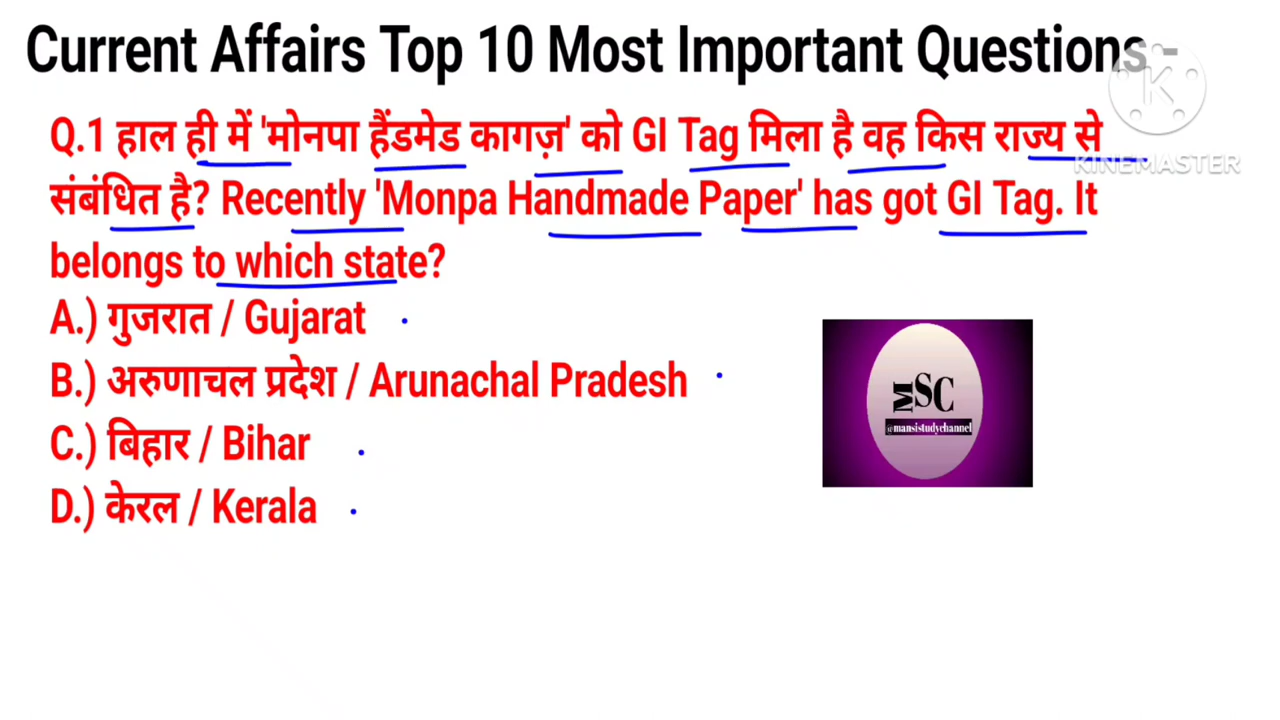 Current Affairs Top 10 Most Important Questions -
Q.1 हाल ही में 'मोनपा हैंडमेड कागज़' को GI Tag मिला है वह किस राज्य से
संबंधित है? Recently 'Monpa Handmade Paper' has got GI Tag. It
belongs to which state?
A.) गुजरात / Gujarat
B.) अरुणाचल प्रदेश / Arunachal Pradesh
C.) बिहार / Bihar
D.) केरल / Kerala
K
KINEMASTER
MSC
@mansistudychannel